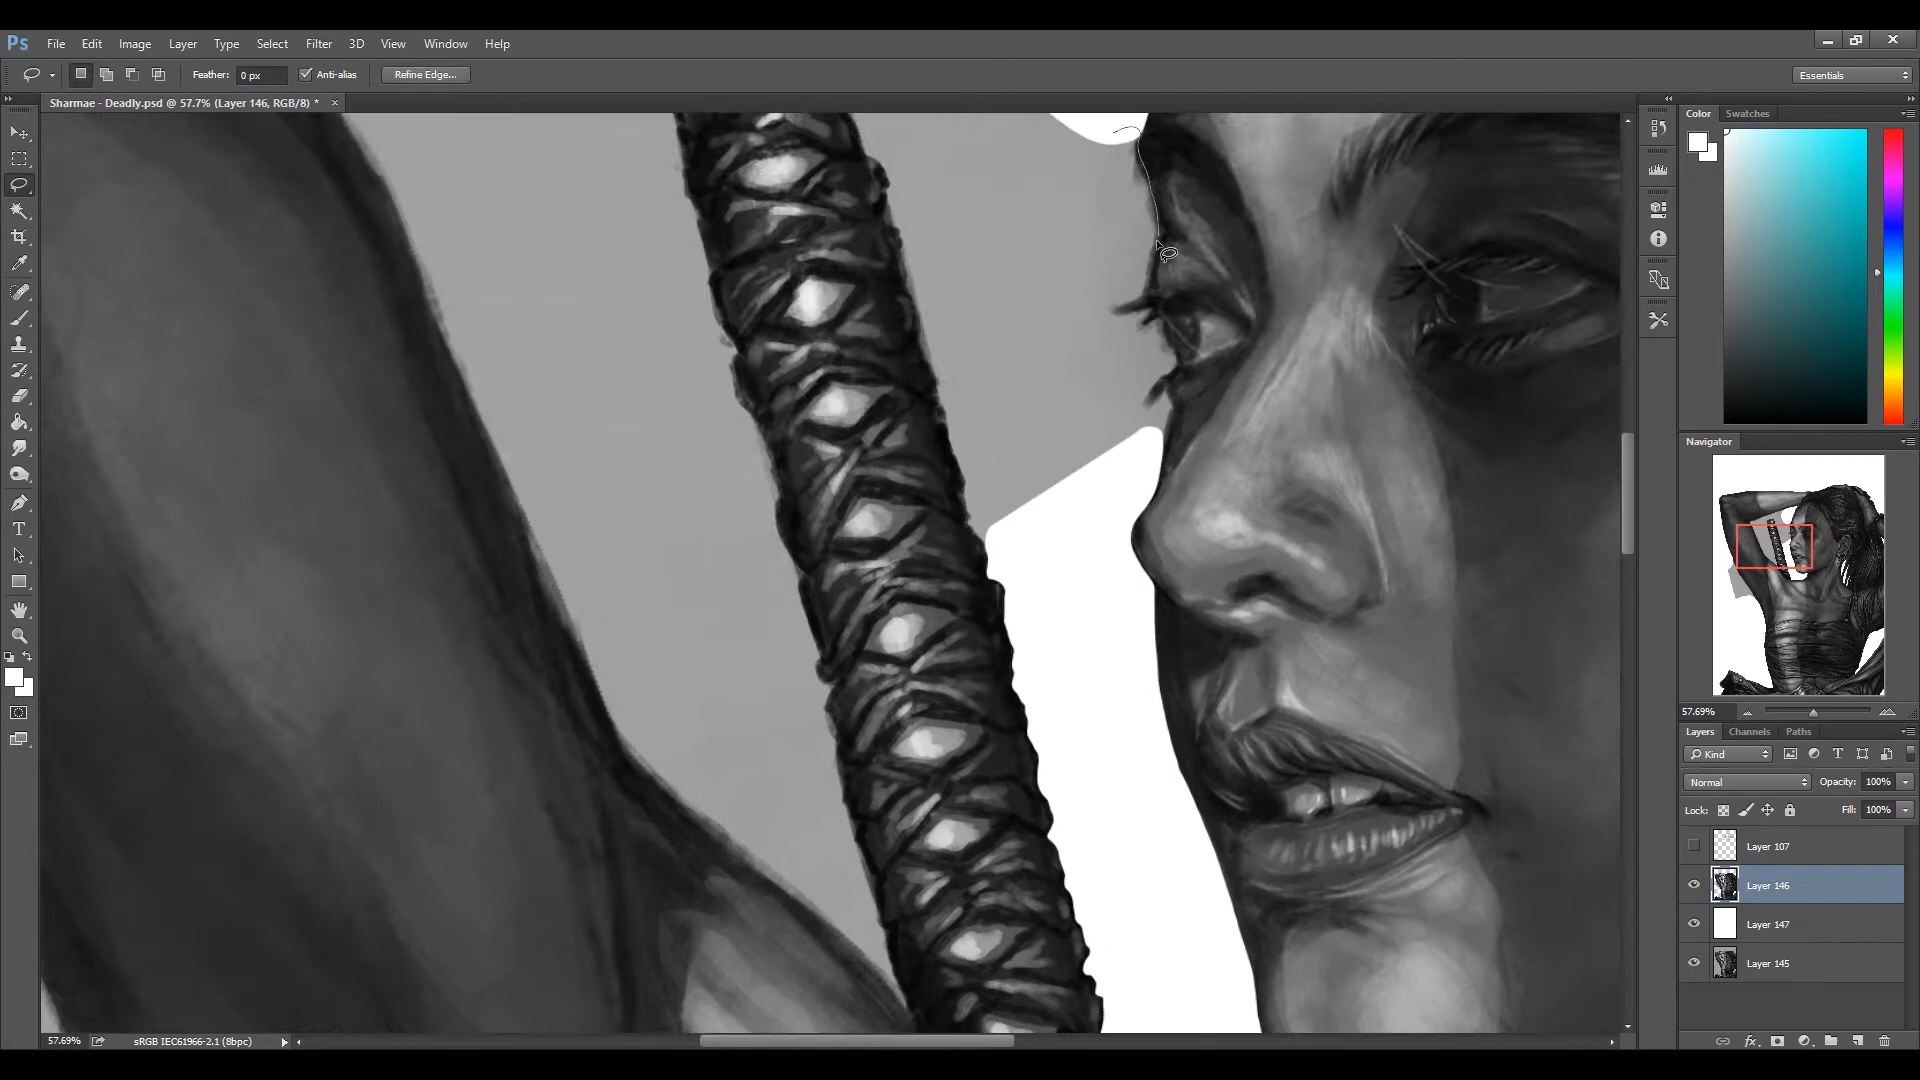 Ps File Edit Image Layer Type Select Filter 3D View Window Help
Feather: 0 px Anti-alias Refine Edge... Essentials
Sharmae - Deadly.psd @ 57.7% (Layer 146, RGB/8) * ×
Color Swatches
Navigator
57.69%
Layers Channels Paths
Kind T
Normal Opacity: 100%
Lock: Fill: 100%
Layer 107
Layer 146
Layer 147
Layer 145
T
57.69% sRGB IEC61966-2.1 (8bpc)
fx